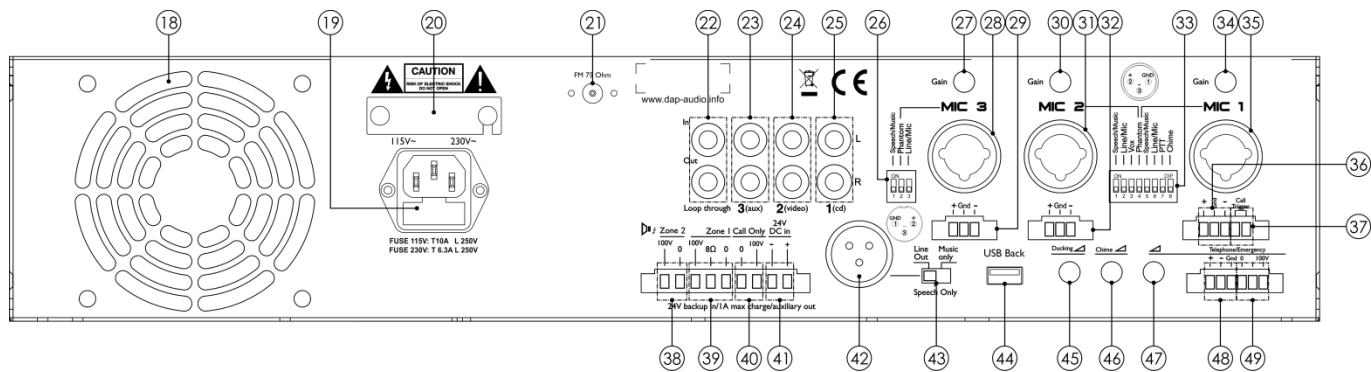 18 19 20 21 22 23 24 25 26 27 28 29 30 31 32 33 34 35
36
37
CAUTION
RISK OF ELECTRIC SHOCK
DO NOT OPEN
115V~ 230V~
FUSE 115V: T10A L 250V
FUSE 230V: T 6.3A L 250V
FM 75 Ohm
www.dap-audio.info
CE
In
Out
L
R
Loop through 3(aux) 2(video) 1(cd)
Speech/Music
Phantom
Line/Mic
ON
1 2 3
Gain
MIC 3
+ Gnd -
GND
1 2 3
+
-
Gain
MIC 2
+ Gnd -
+ GND
2 1
3
-
Speech/Music
Line/Mic
Vox
Phantom
Speech/Music
Line/Mic
PTT
Chime
ON DIP
1 2 3 4 5 6 7 8
Gain
MIC 1
+ Gnd -
Call
Trigger
Zone 2 Zone 1 Call Only 24V
DC in
100V 0 100V 8Ω 0 0 100V - +
24V backup in/1A max charge/auxiliary out
Line
Out
Music
only
Speech Only
USB Back
Ducking
Chime
Telephone/Emergency
+ - Gnd 0 100V
38 39 40 41 42 43 44 45 46 47 48 49